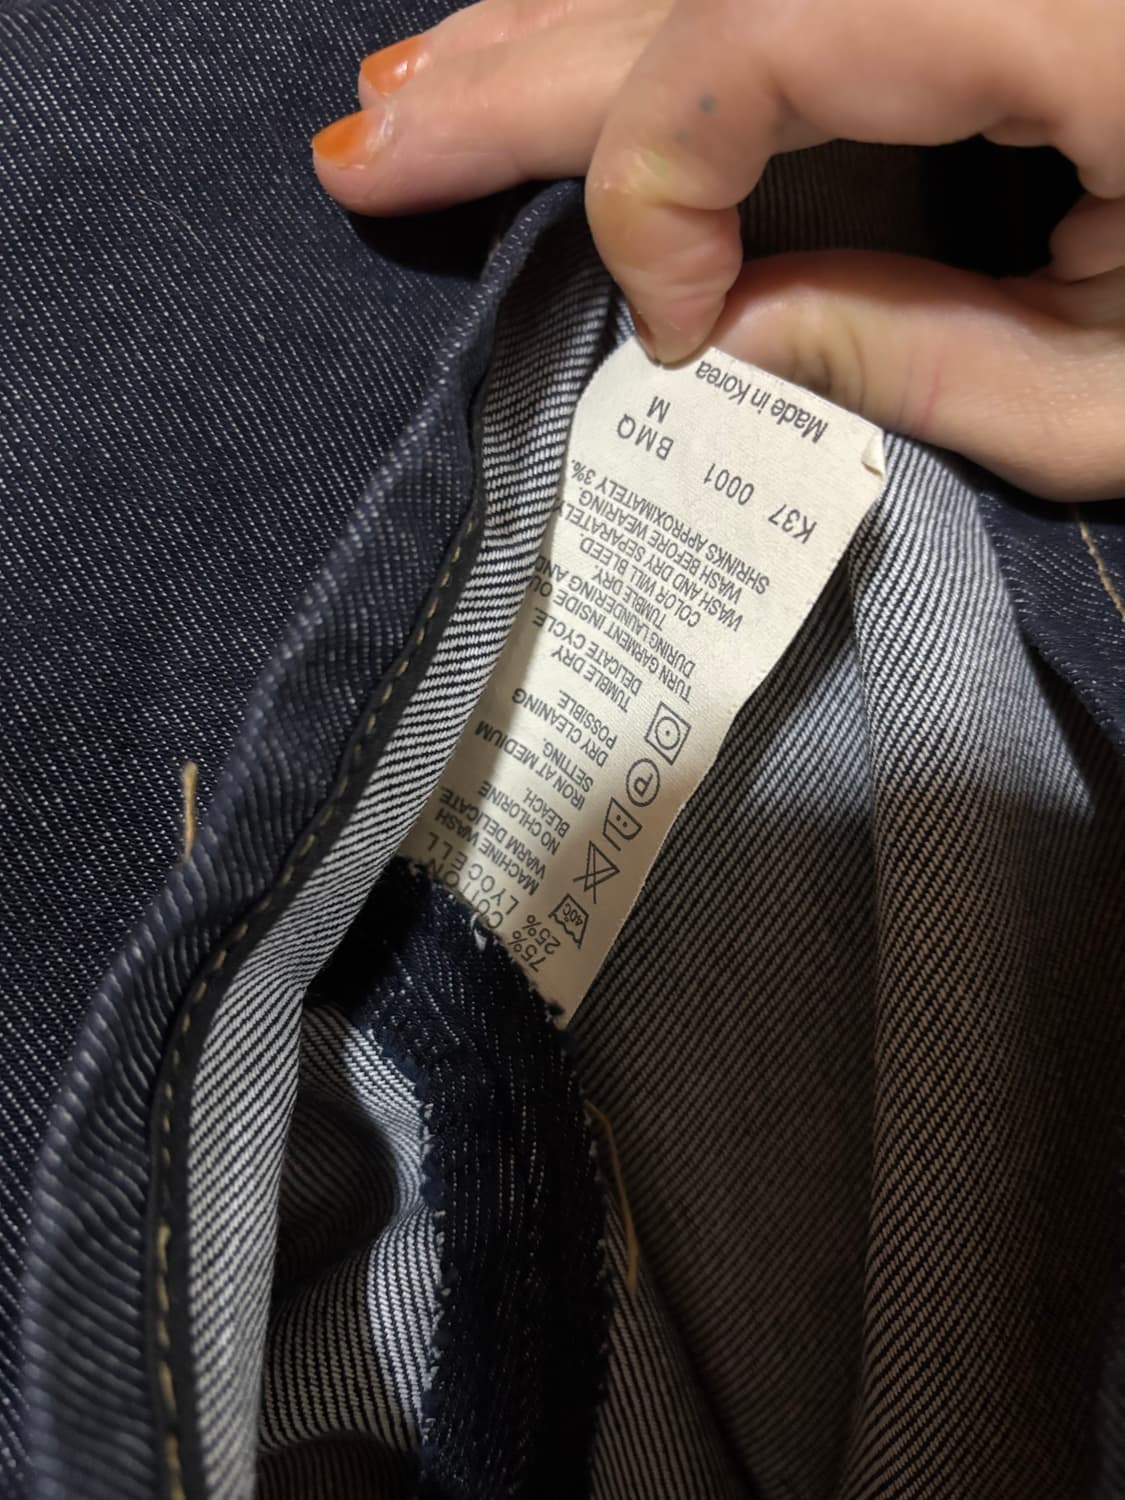 75% COTTON
25% LYOCELL
MACHINE WASH
WARM DELICATE.
NO CHLORINE
BLEACH.
IRON AT MEDIUM
SETTING.
DRY CLEANING
POSSIBLE.
TUMBLE DRY
DELICATE CYCLE.
TURN GARMENT INSIDE OUT
DURING LAUNDERING AND
TUMBLE DRY.
COLOR WILL BLEED.
WASH AND DRY SEPARATELY
WASH BEFORE WEARING.
SHRINKS APPROXIMATELY 3%.
K37 0001 BMQ
M
Made in Korea
40°C
P